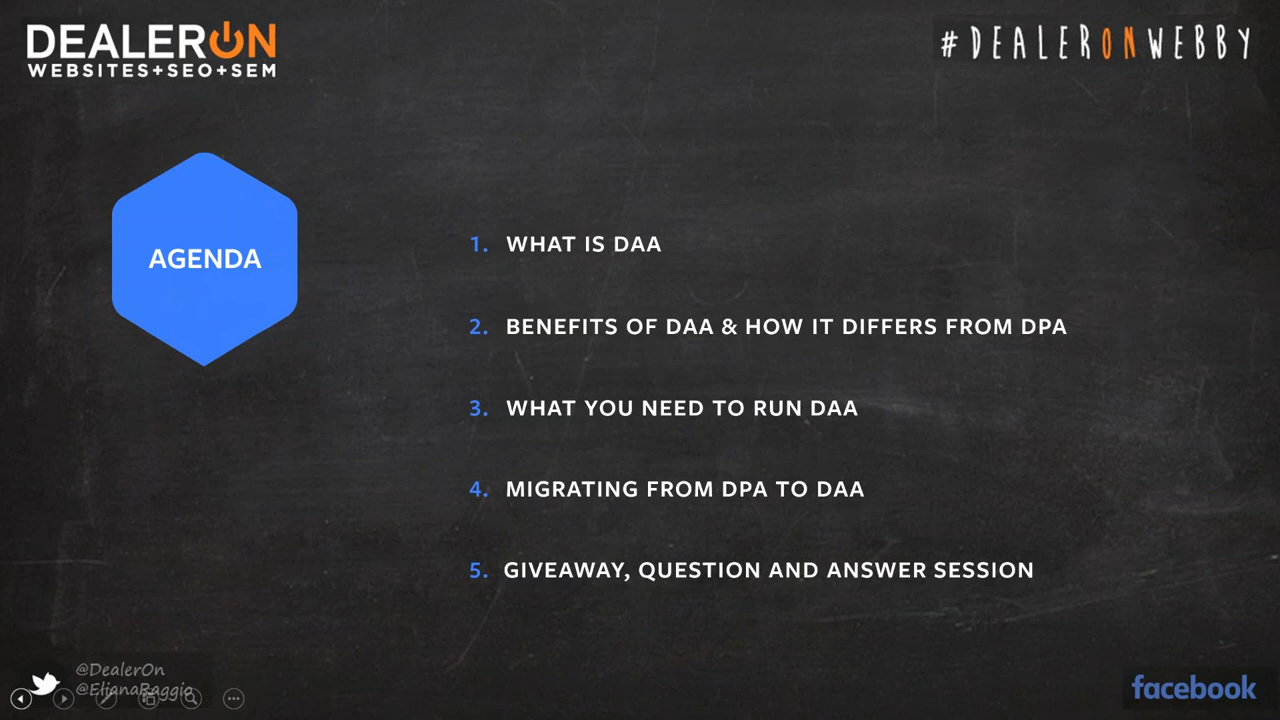 DEALERON
WEBSITES+SEO+SEM
#DEALERONWEBBY
AGENDA
1. WHAT IS DAA
2. BENEFITS OF DAA & HOW IT DIFFERS FROM DPA
3. WHAT YOU NEED TO RUN DAA
4. MIGRATING FROM DPA TO DAA
5. GIVEAWAY, QUESTION AND ANSWER SESSION
@DealerOn
@ElianaRaggio
facebook